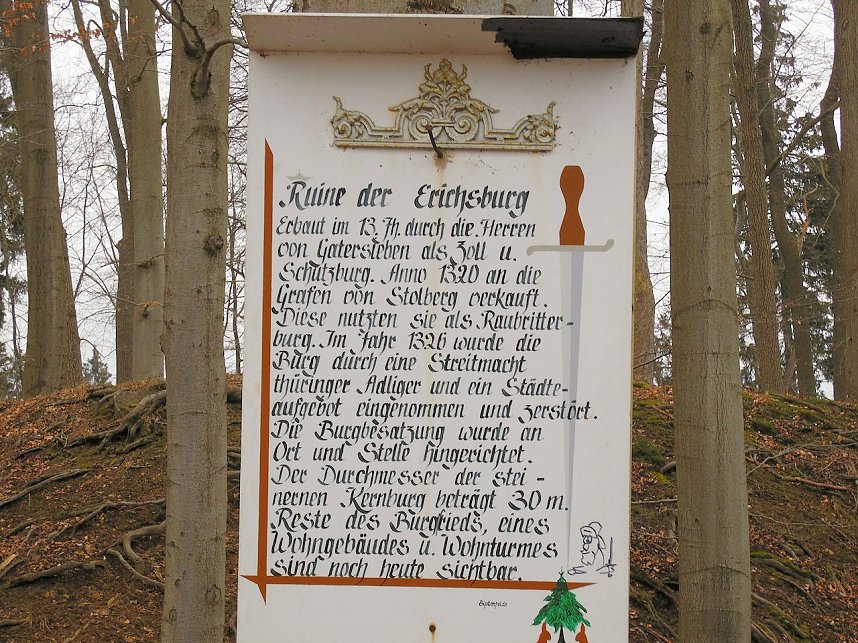 Ruine der Erichsburg
Erbaut im 13. Jh. durch die Herren
von Gatersleben als Zoll u.
Schutzburg. Anno 1320 an die
Grafen von Stolberg verkauft.
Diese nutzten sie als Raubritter-
burg. Im Jahr 1326 wurde die
Burg durch eine Streitmacht
thüringer Adliger und ein Städte-
aufgebot eingenommen und zerstört.
Die Burgbesatzung wurde an
Ort und Stelle hingerichtet.
Der Durchmesser der stei-
nernen Kernburg beträgt 30 m.
Reste des Burgfrieds, eines
Wohngebäudes u. Wohnturmes
sind noch heute sichtbar.